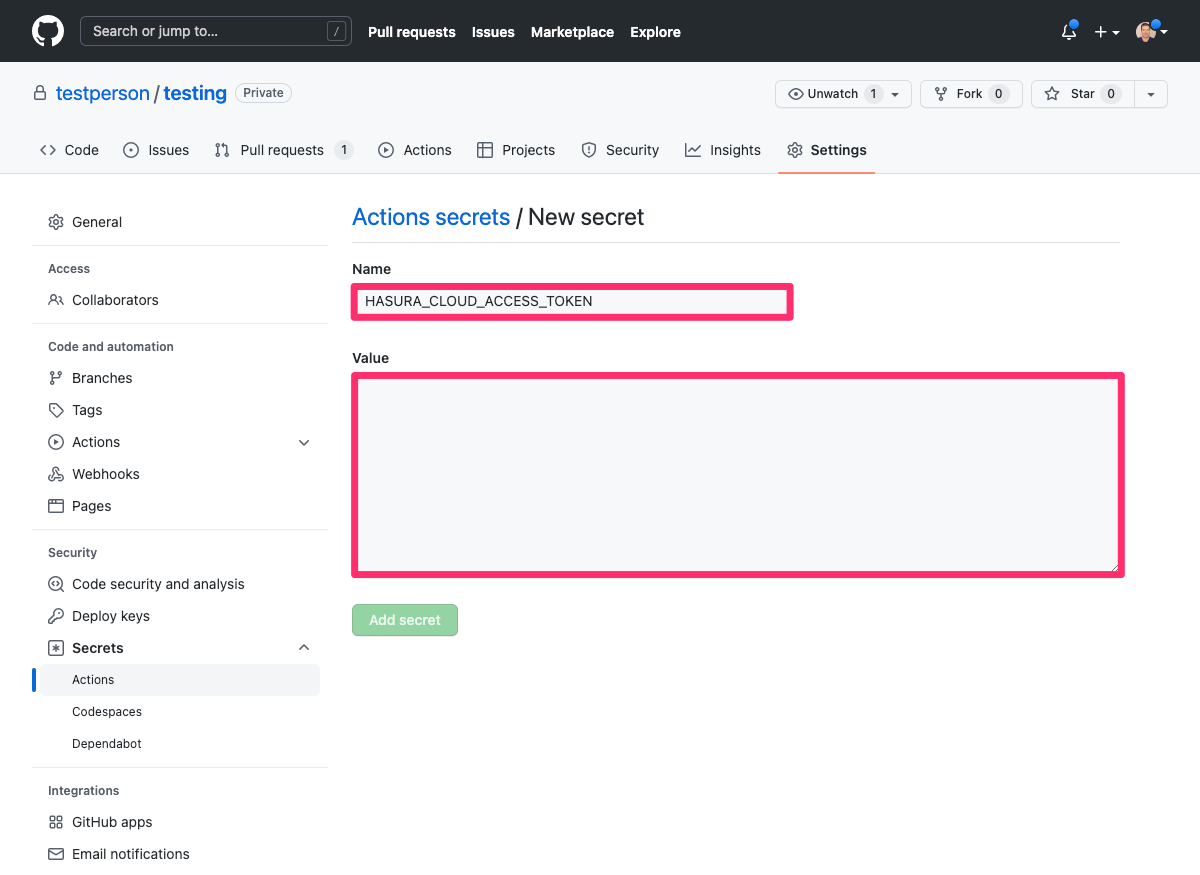 Search or jump to... / Pull requests Issues Marketplace Explore
testperson / testing Private Unwatch 1 Fork 0 Star 0
Code Issues Pull requests 1 Actions Projects Security Insights Settings
General
Access
Collaborators
Code and automation
Branches
Tags
Actions
Webhooks
Pages
Security
Code security and analysis
Deploy keys
Secrets
Actions
Codespaces
Dependabot
Integrations
GitHub apps
Email notifications
Actions secrets / New secret
Name
HASURA_CLOUD_ACCESS_TOKEN
Value
Add secret